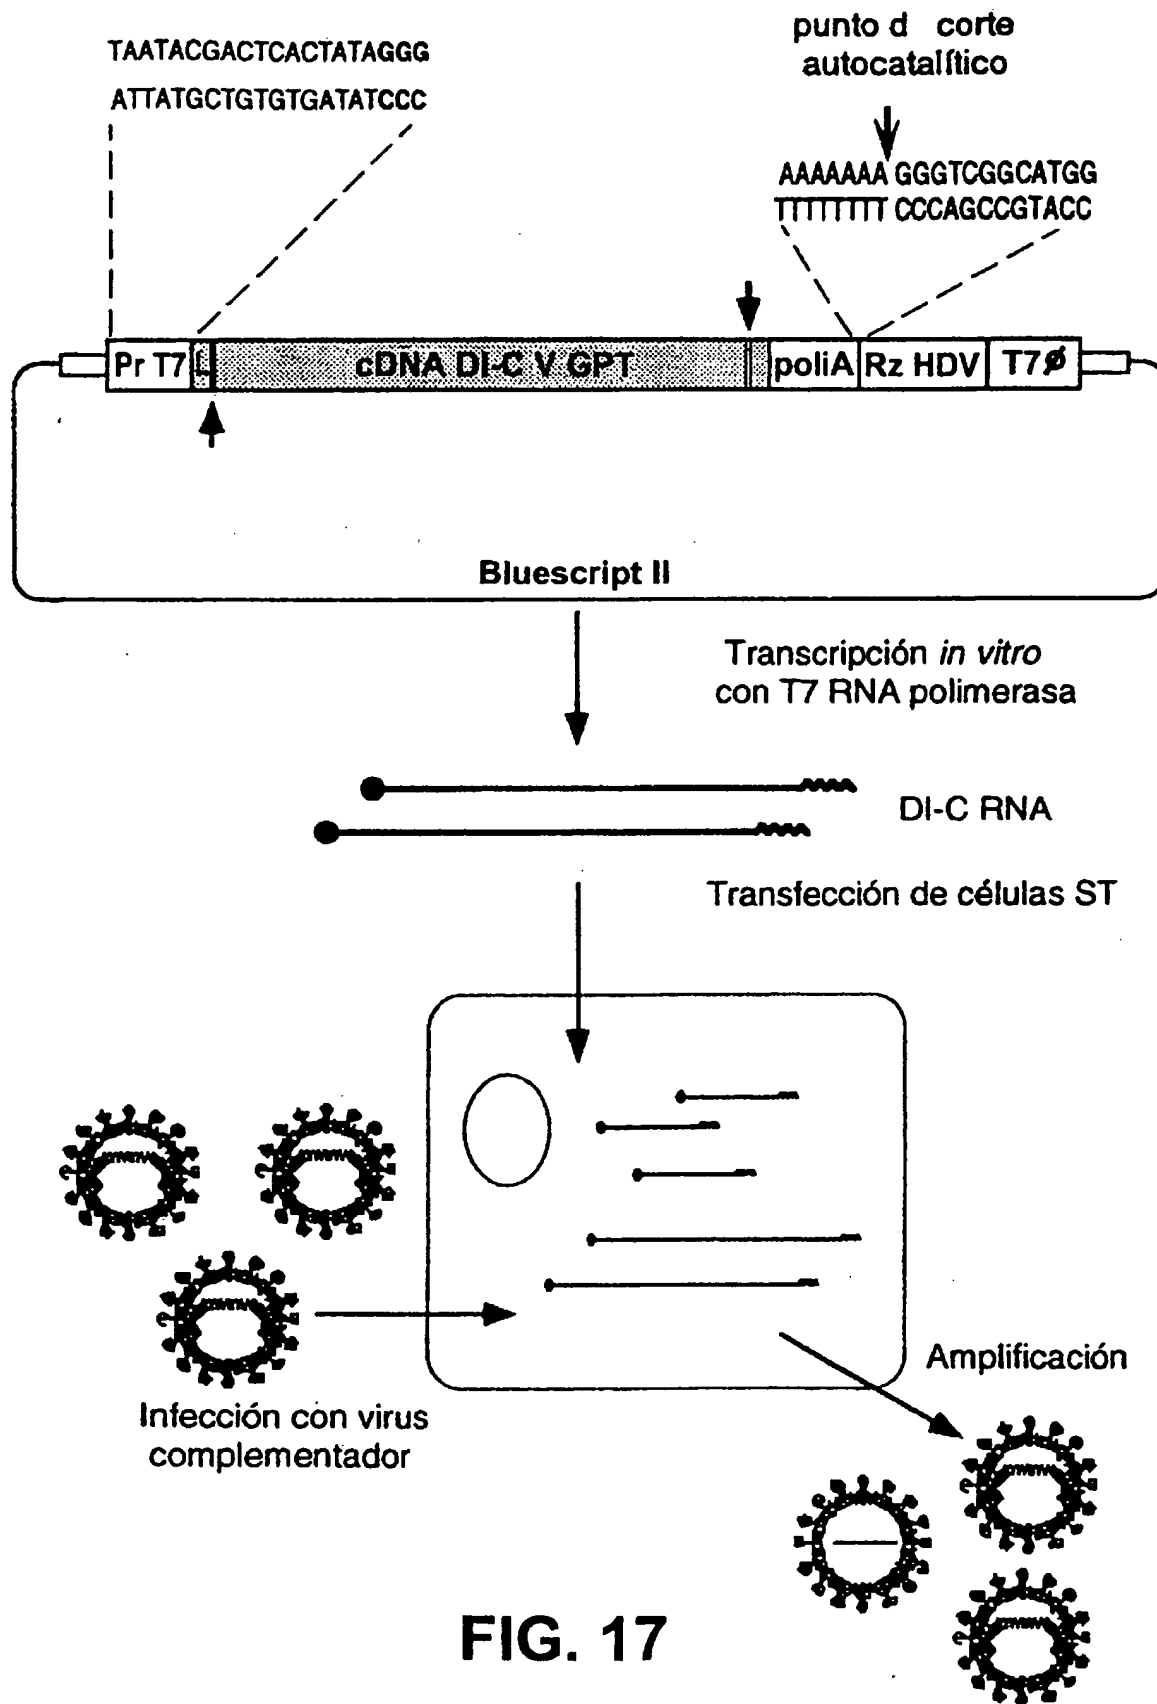 TAATACGACTCACTATAGGG
ATTATGCTGTGTGATATCCC
punto d corte
autocatalítico
AAAAAAA GGGTCGGCATGG
TTTTTTTT CCCAGCCGTACC
Pr T7 L cDNA DI-C V GPT poliA Rz HDV T7Ø
Bluescript II
Transcripción in vitro
con T7 RNA polimerasa
DI-C RNA
Transfección de células ST
Amplificación
Infección con virus
complementador
FIG. 17